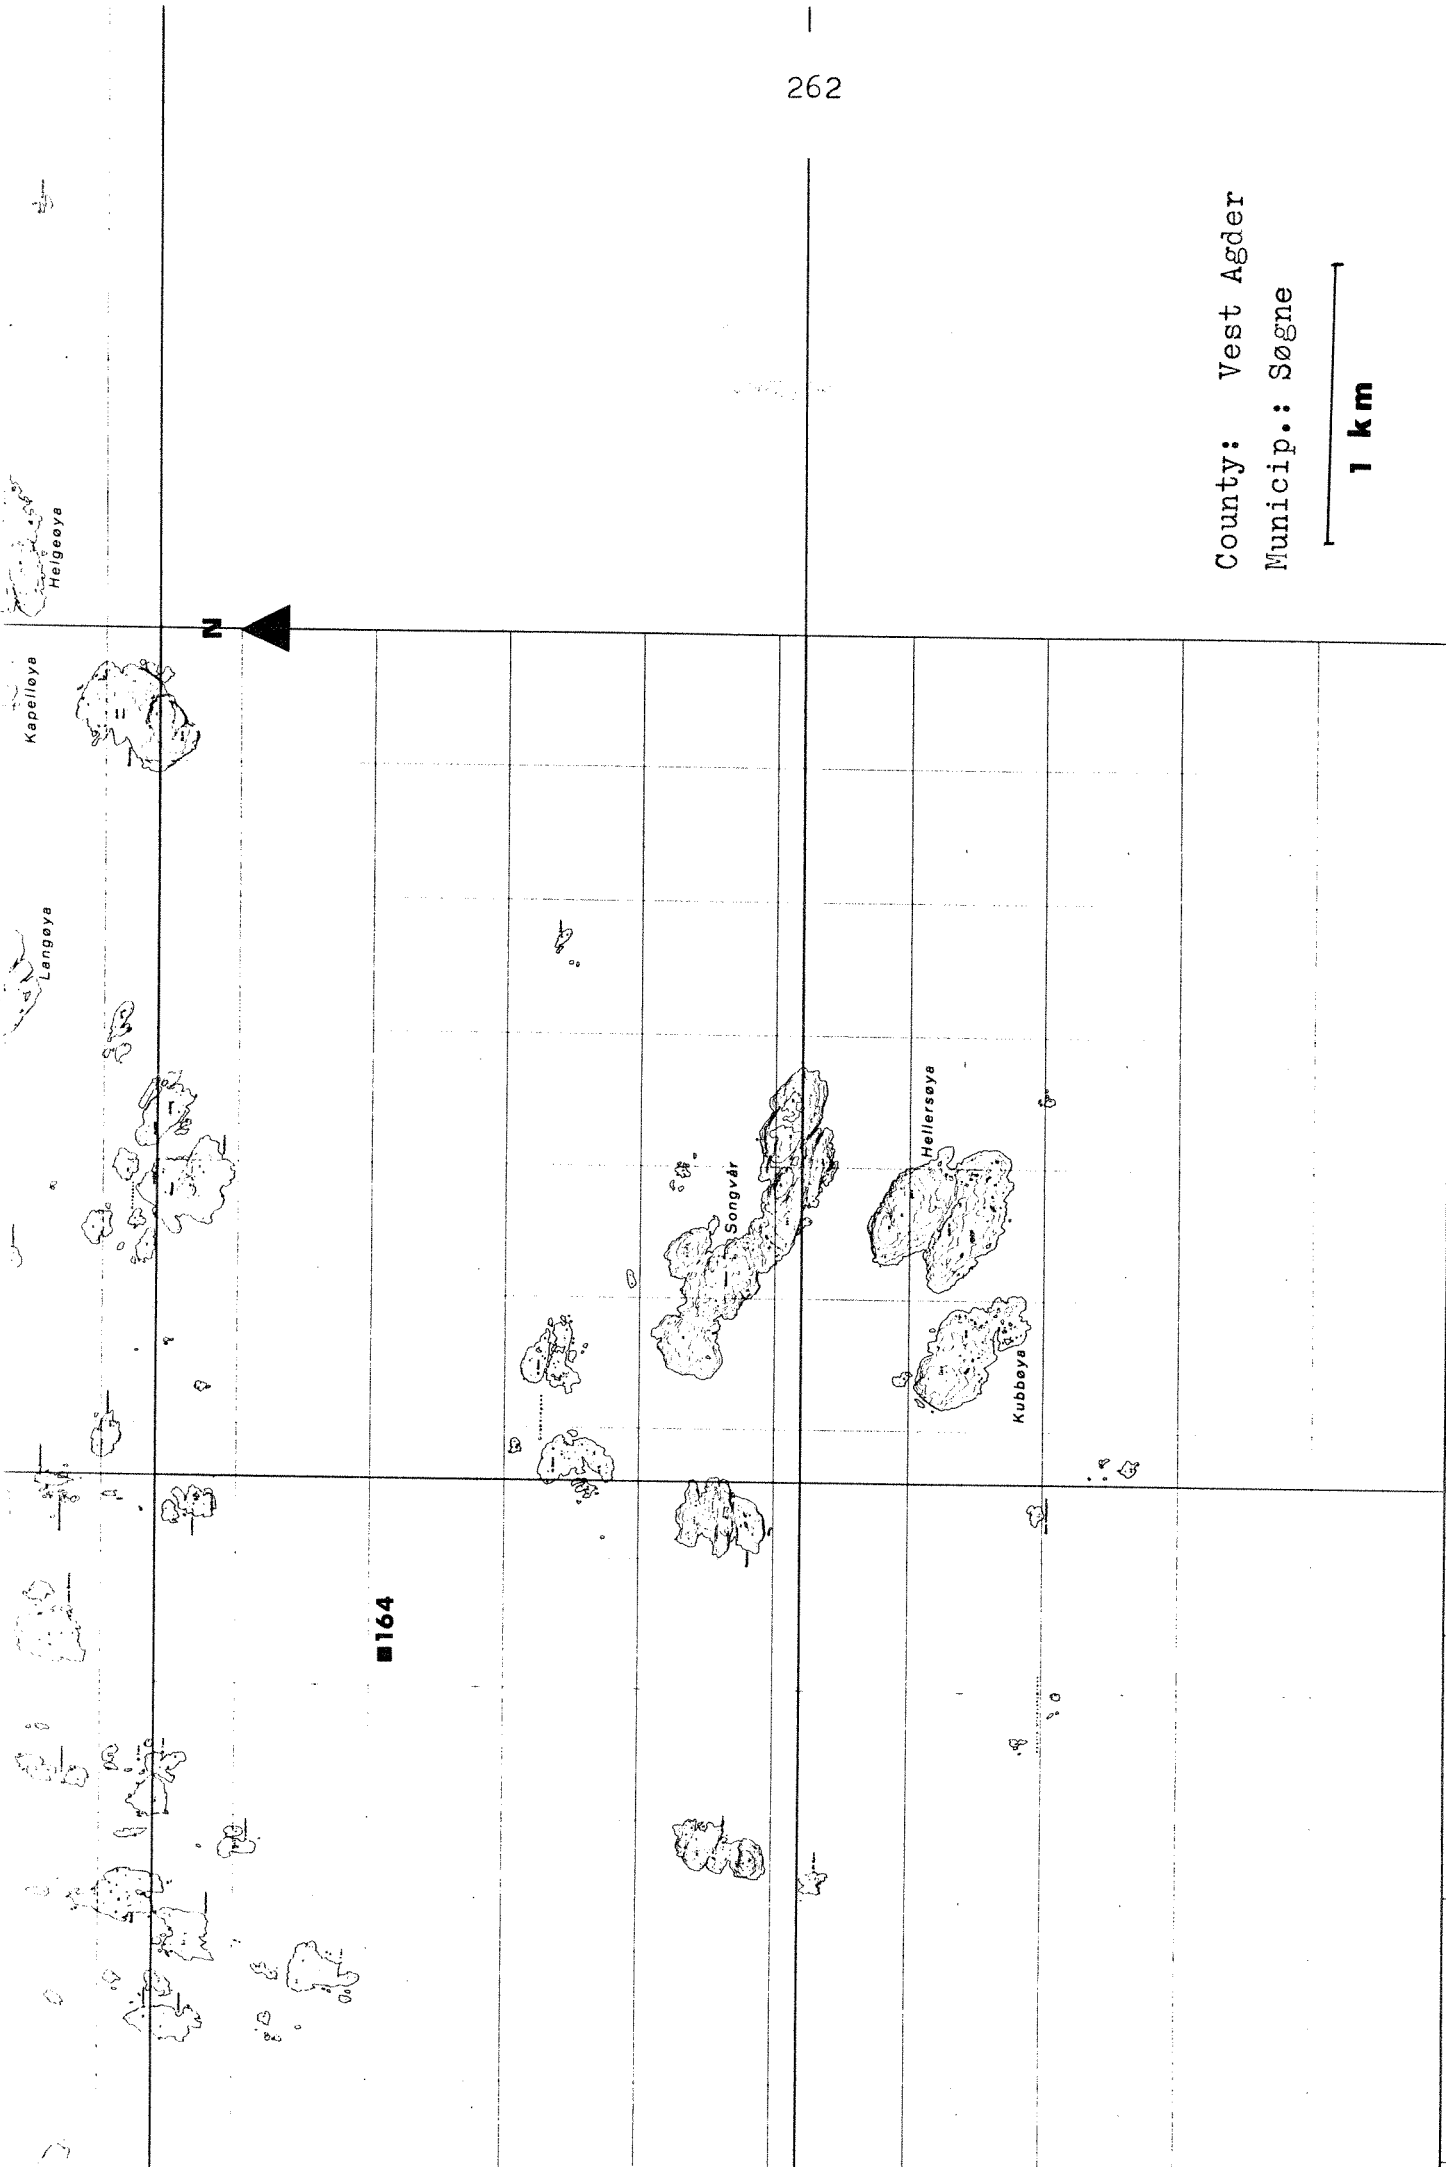 262
Helgeøya
Kapelløya
Langøya
N
Songvår
Hellersøya
Kubbøya
■164
County: Vest Agder
Municip.: Søgne
1 km